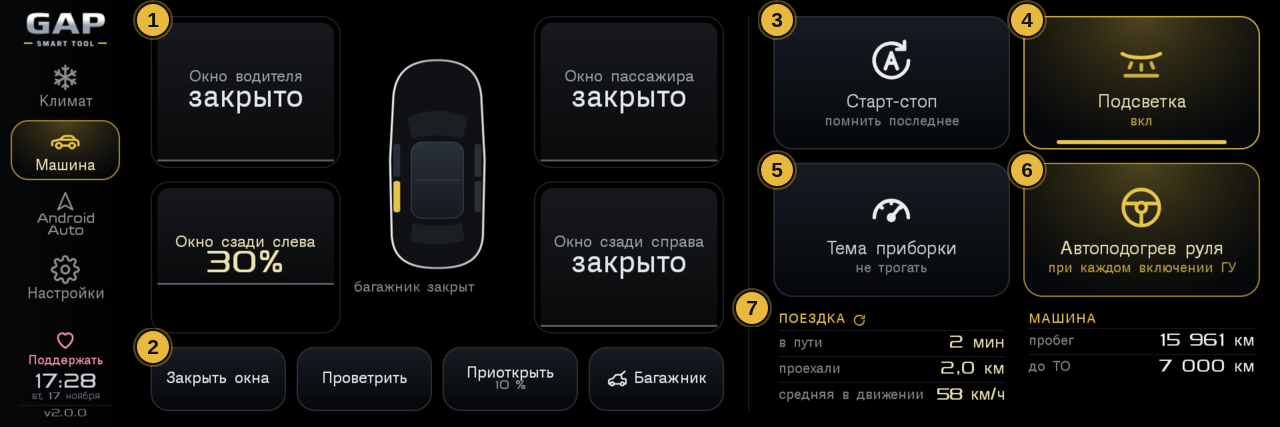 GAP
SMART TOOL
Климат
Машина
Android
Auto
Настройки
Поддержать
17:28
вт, 17 ноября
v2.0.0
1
Окно водителя
закрыто
Окно пассажира
закрыто
Окно сзади слева
30%
багажник закрыт
Окно сзади справа
закрыто
2
Закрыть окна
Проветрить
Приоткрыть
10 %
Багажник
3
A
Старт-стоп
помнить последнее
4
Подсветка
вкл
5
Тема приборки
не трогать
6
Автоподогрев руля
при каждом включении ГУ
7
ПОЕЗДКА
в пути 2 мин
проехали 2,0 км
средняя в движении 58 км/ч
МАШИНА
пробег 15 961 км
до ТО 7 000 км